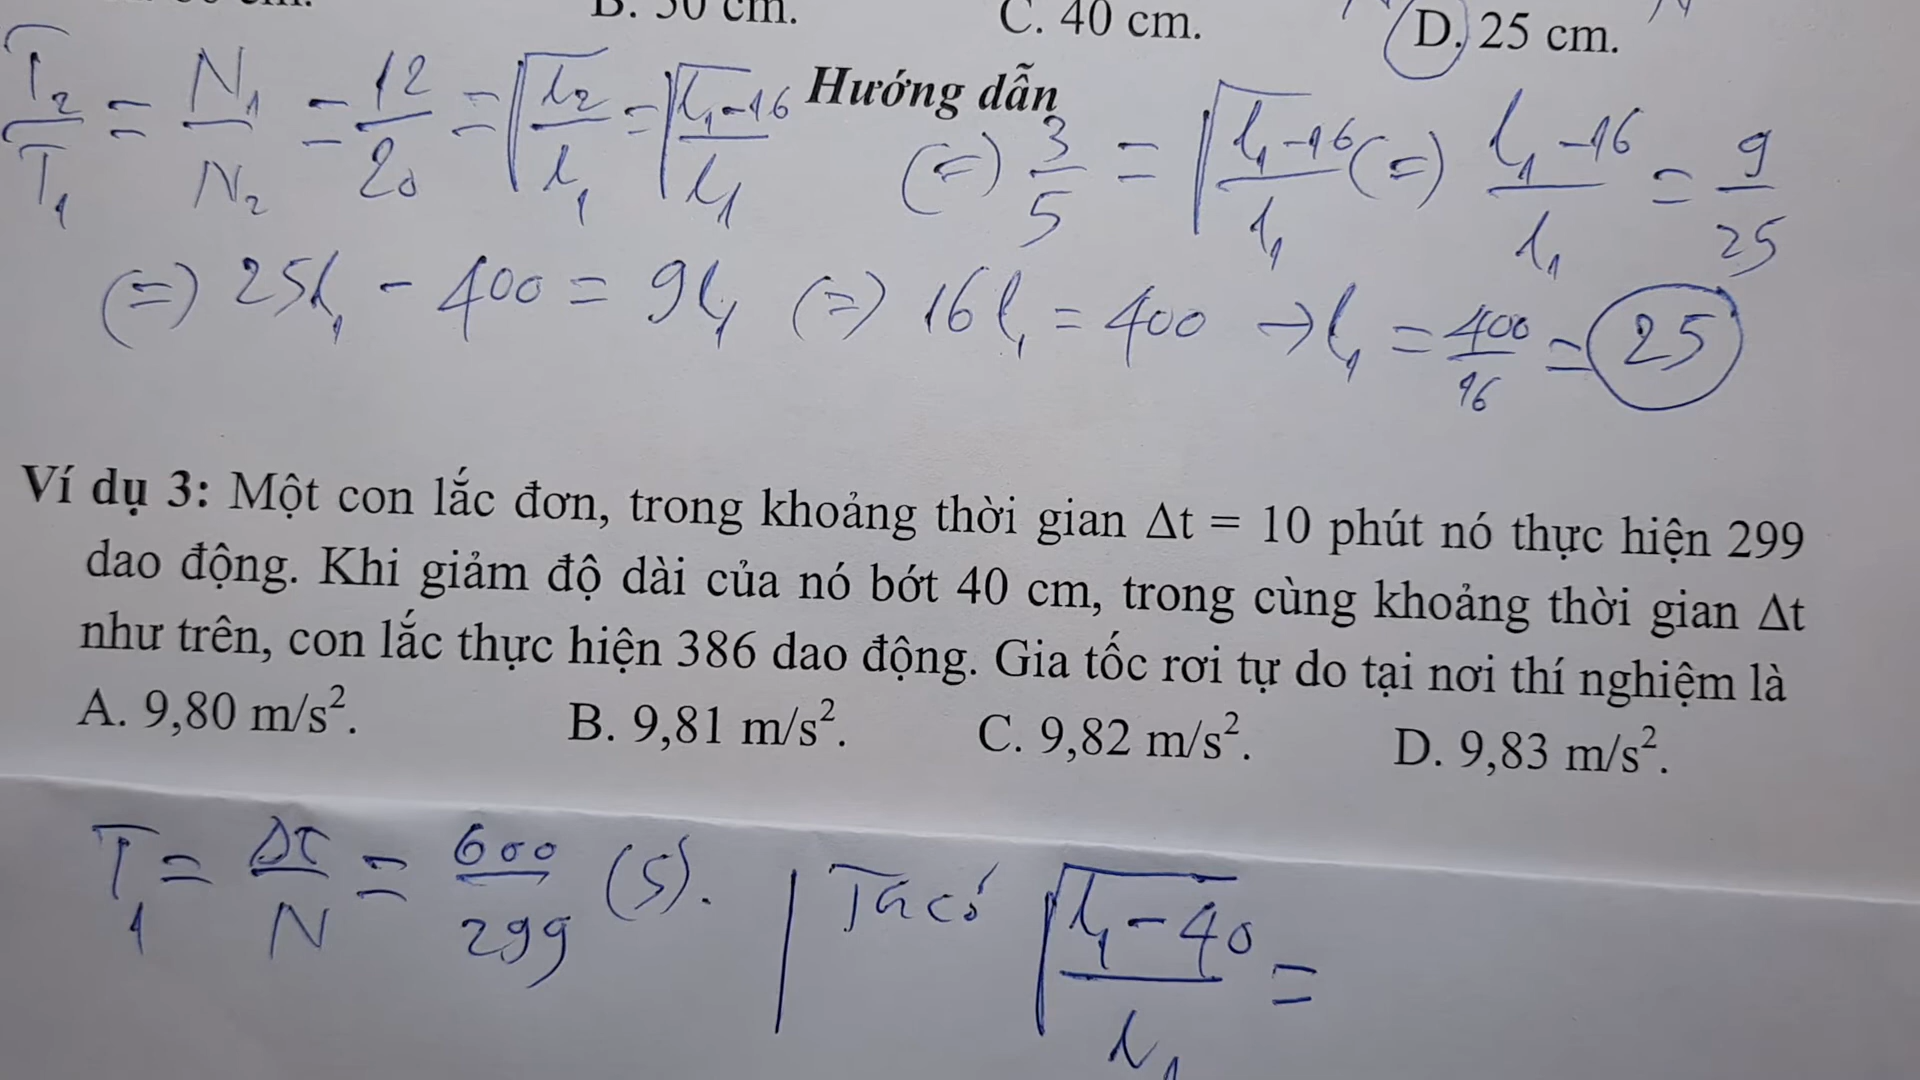 B. 50 cm. C. 40 cm. D. 25 cm.
Hướng dẫn
T₂/T₁ = N₁/N₂ = 12/20 = √(l₂/l₁) = √((l₁-16)/l₁) (=) 3/5 = √((l₁-16)/l₁) (=) (l₁-16)/l₁ = 9/25
(=) 25l₁ - 400 = 9l₁ (=) 16l₁ = 400 → l₁ = 400/16 = 25
Ví dụ 3: Một con lắc đơn, trong khoảng thời gian Δt = 10 phút nó thực hiện 299
dao động. Khi giảm độ dài của nó bớt 40 cm, trong cùng khoảng thời gian Δt
như trên, con lắc thực hiện 386 dao động. Gia tốc rơi tự do tại nơi thí nghiệm là
A. 9,80 m/s². B. 9,81 m/s². C. 9,82 m/s². D. 9,83 m/s².
T₁ = Δt/N = 600/299 (s). | Ta có √((l₁-40)/l₁) =